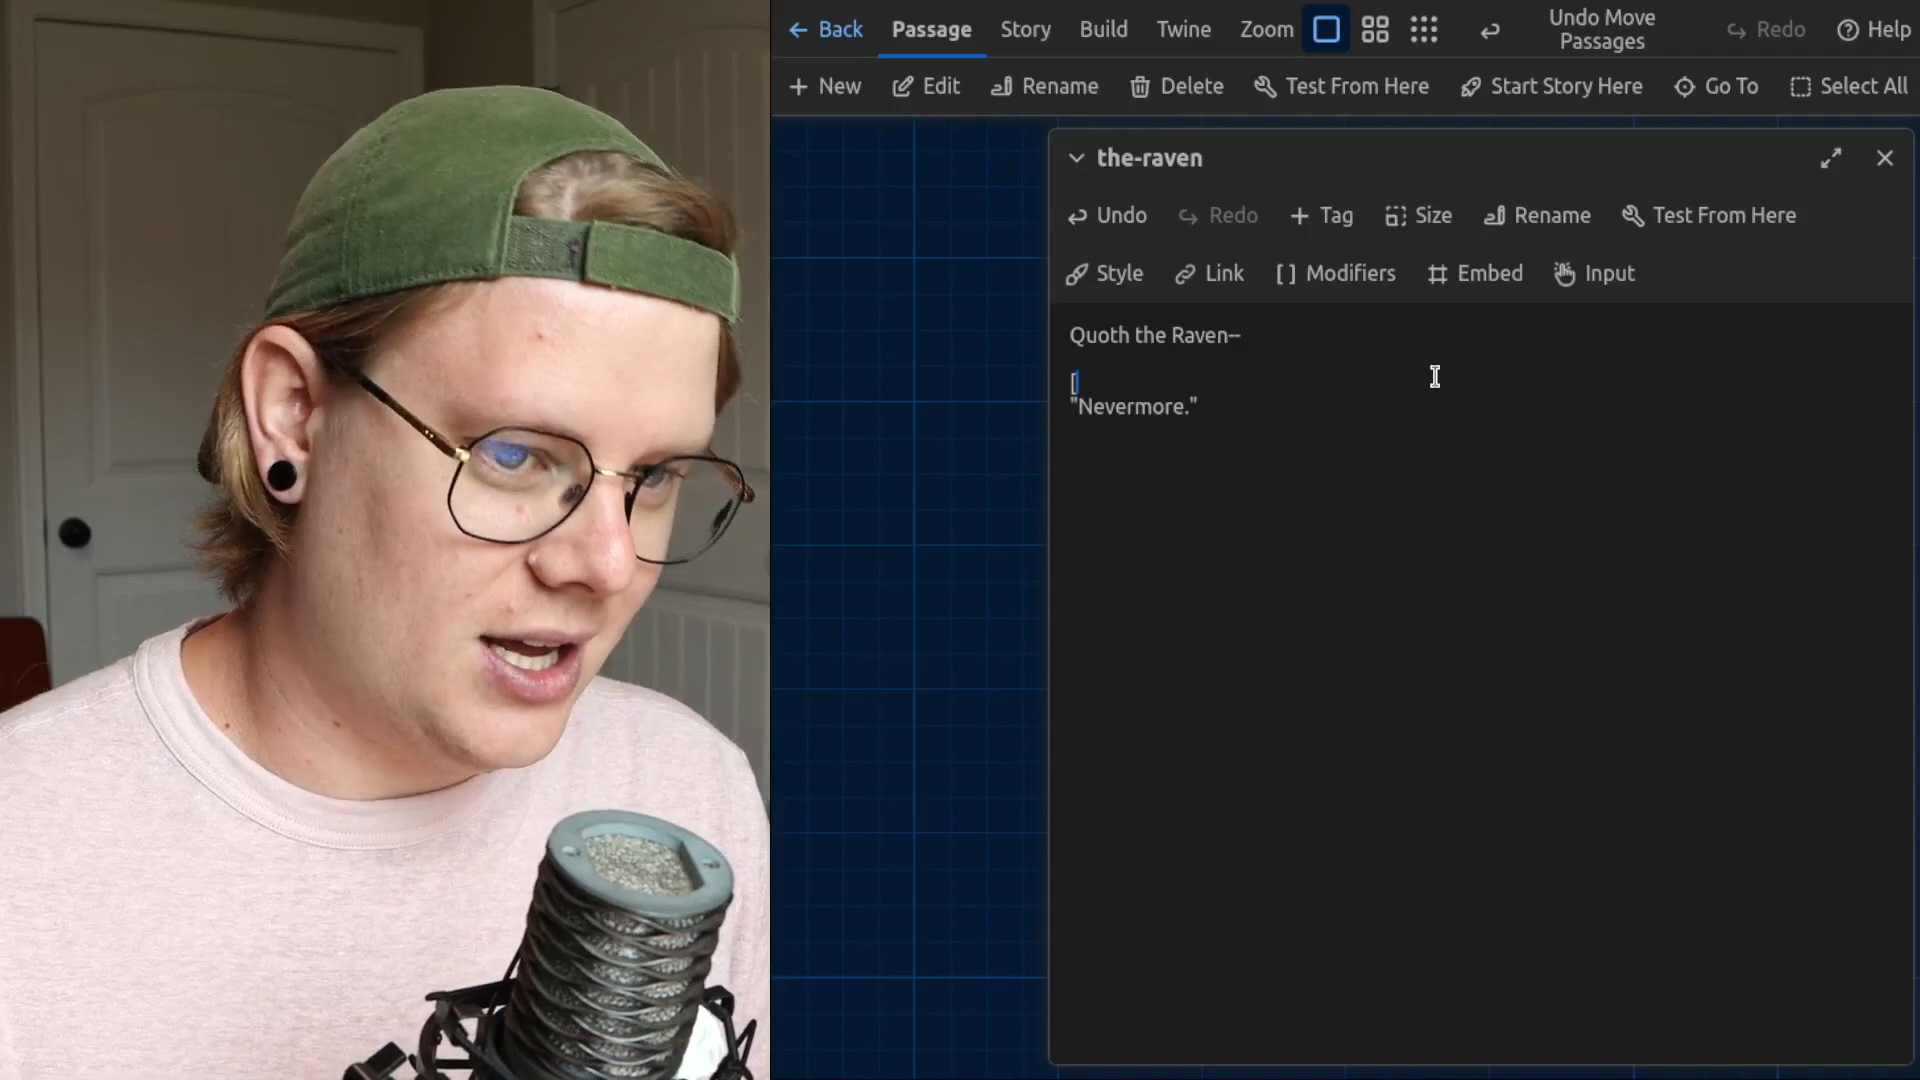 Back Passage Story Build Twine Zoom Undo Move Passages Redo Help
New Edit Rename Delete Test From Here Start Story Here Go To Select All
the-raven
Undo Redo + Tag Size Rename Test From Here
Style Link [ ] Modifiers Embed Input
Quoth the Raven--
[
"Nevermore."